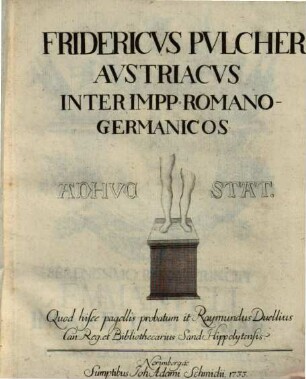 FRIDERICVS PVLCHER
AVSTRIACVS
INTER IMPP. ROMANO-
GERMANICOS
ADHVC STAT.
Quod hisce pagellis probatum it Raymundus Duellius
Can. Reg. et Bibliothecarius Sand-Hippolytensis
Norimbergæ
Sumptibus Joh. Adami Schmidii. 1733.